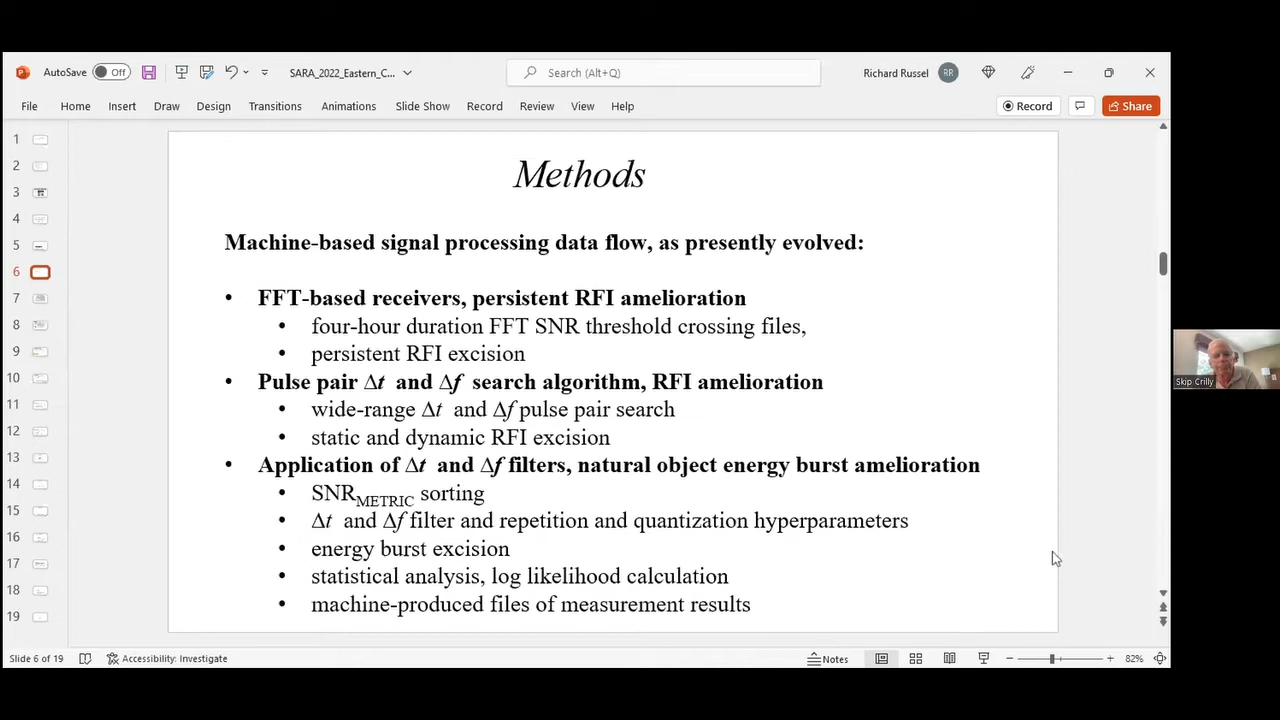 AutoSave Off SARA_2022_Eastern_C... Search (Alt+Q) Richard Russel RR
File Home Insert Draw Design Transitions Animations Slide Show Record Review View Help Record Share
1
2
3
4
5
6
7
8
9
10
11
12
13
14
15
16
17
18
19
Methods
Machine-based signal processing data flow, as presently evolved:
• FFT-based receivers, persistent RFI amelioration
• four-hour duration FFT SNR threshold crossing files,
• persistent RFI excision
• Pulse pair Δt and Δf search algorithm, RFI amelioration
• wide-range Δt and Δf pulse pair search
• static and dynamic RFI excision
• Application of Δt and Δf filters, natural object energy burst amelioration
• SNRMETRIC sorting
• Δt and Δf filter and repetition and quantization hyperparameters
• energy burst excision
• statistical analysis, log likelihood calculation
• machine-produced files of measurement results
Skip Crilly
Slide 6 of 19 Accessibility: Investigate Notes 82%